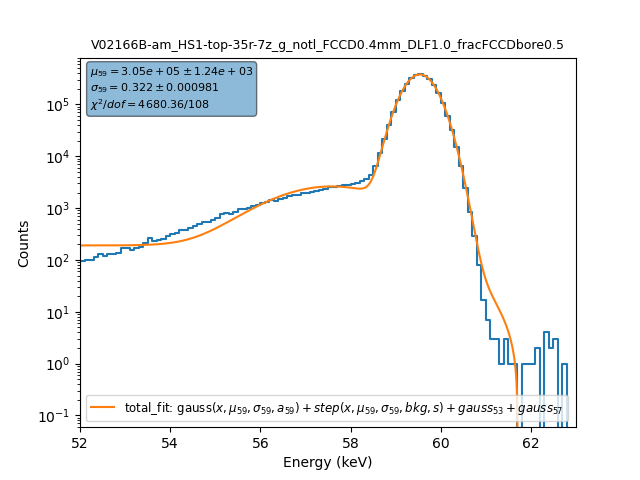 V02166B-am_HS1-top-35r-7z_g_notl_FCCD0.4mm_DLF1.0_fracFCCDbore0.5
μ₅₉ = 3.05e + 05 ± 1.24e + 03
σ₅₉ = 0.322 ± 0.000981
χ²/dof = 4680.36/108
Counts
10⁵
10⁴
10³
10²
10¹
10⁰
10⁻¹
total_fit: gauss(x, μ₅₉, σ₅₉, a₅₉) + step(x, μ₅₉, σ₅₉, bkg, s) + gauss₅₃ + gauss₅₇
52 54 56 58 60 62
Energy (keV)